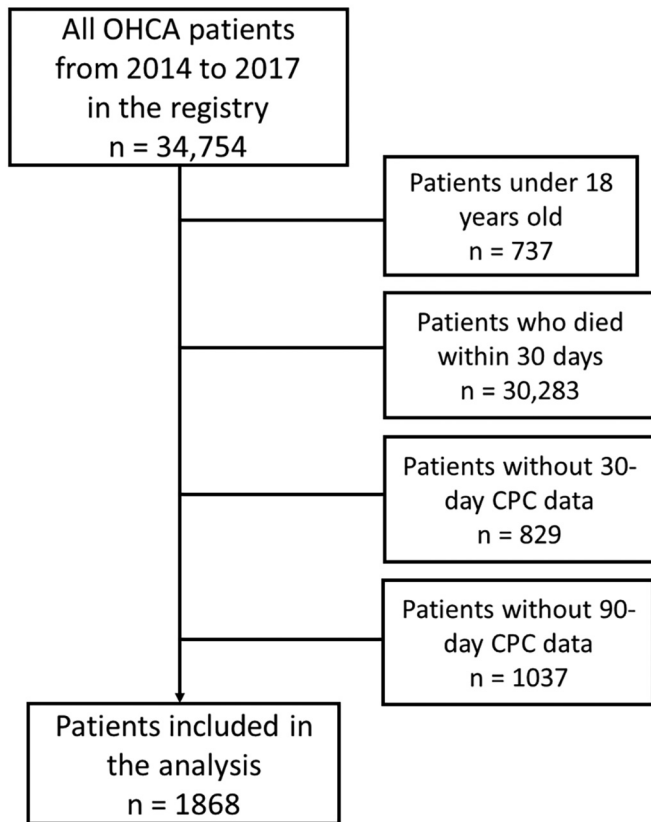 All OHCA patients
from 2014 to 2017
in the registry
n = 34,754
Patients under 18
years old
n = 737
Patients who died
within 30 days
n = 30,283
Patients without 30-
day CPC data
n = 829
Patients without 90-
day CPC data
n = 1037
Patients included in
the analysis
n = 1868